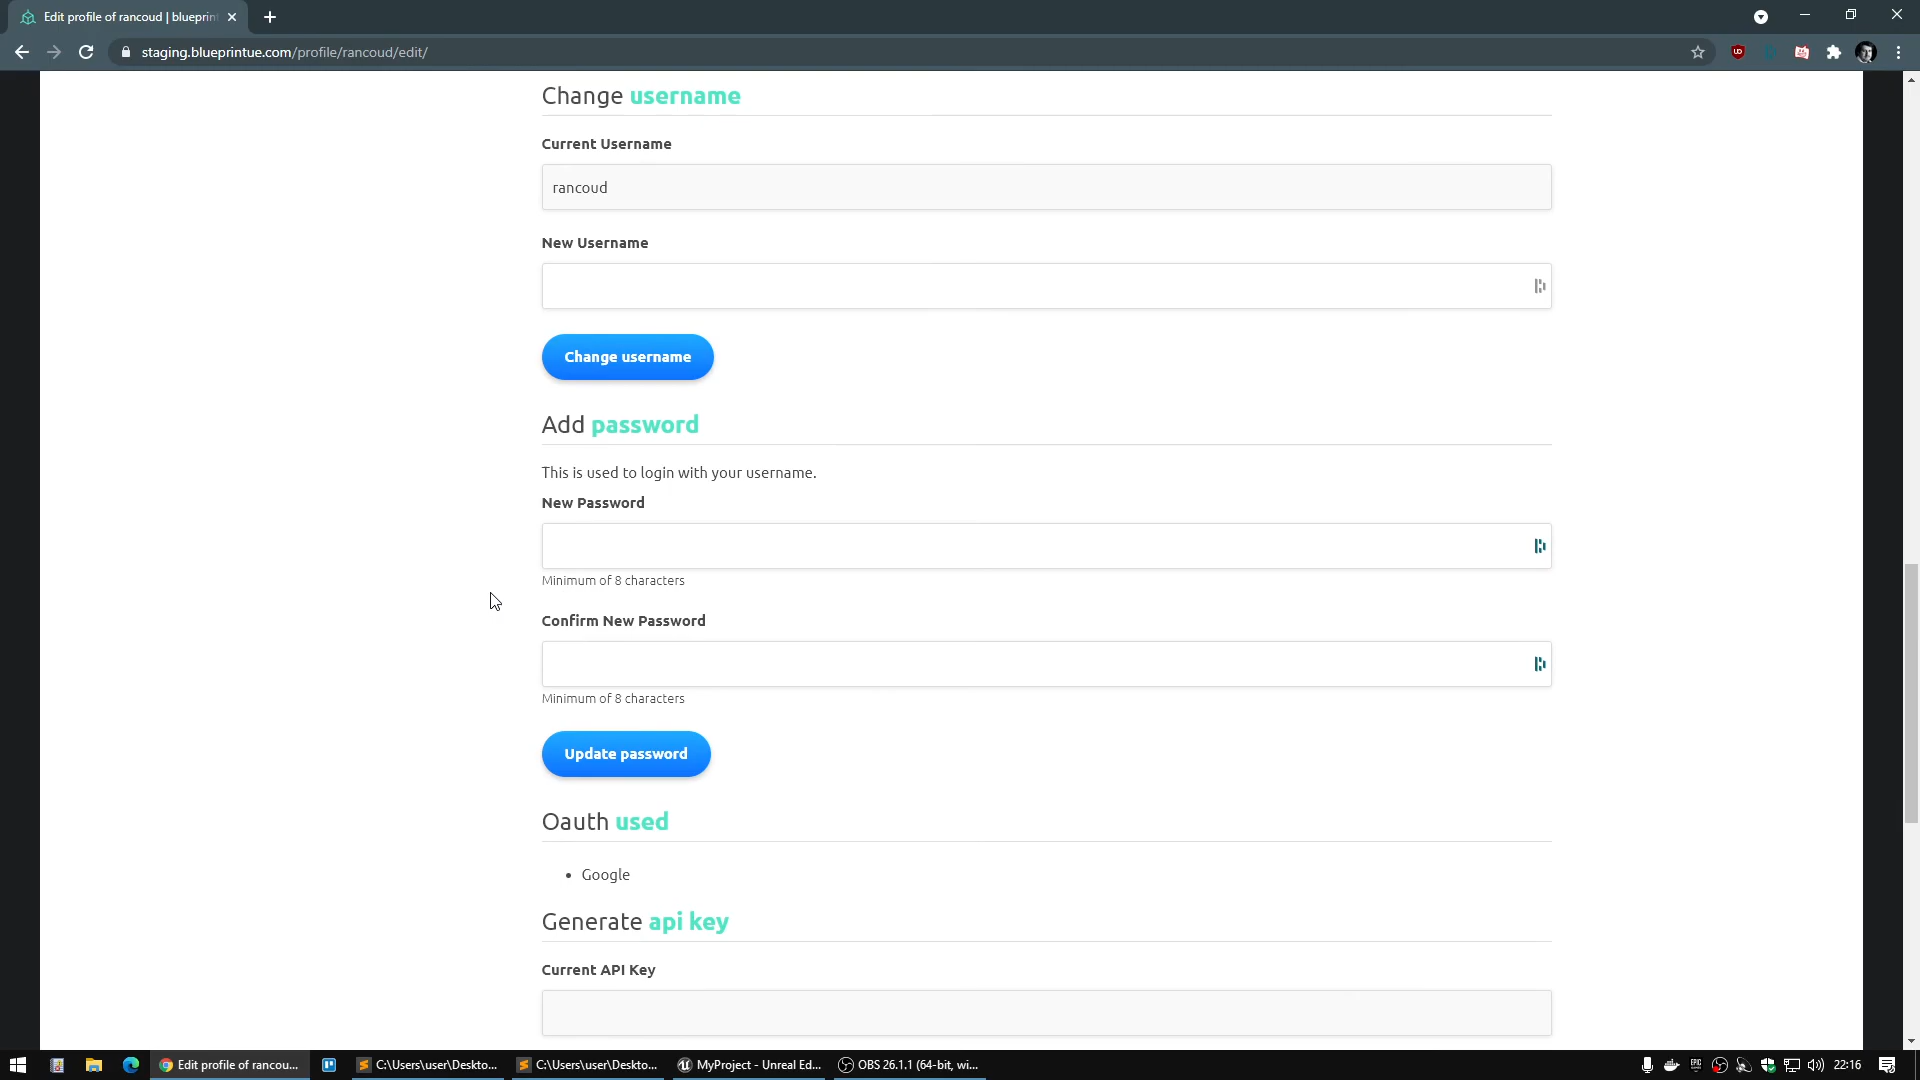 Edit profile of rancoud | blueprin
staging.blueprintue.com/profile/rancoud/edit/
Change username
Current Username
rancoud
New Username
Change username
Add password
This is used to login with your username.
New Password
Minimum of 8 characters
Confirm New Password
Minimum of 8 characters
Update password
Oauth used
Google
Generate api key
Current API Key
Edit profile of rancou...
C:\Users\user\Deskto...
C:\Users\user\Deskto...
MyProject - Unreal Ed...
OBS 26.1.1 (64-bit, wi...
22:16